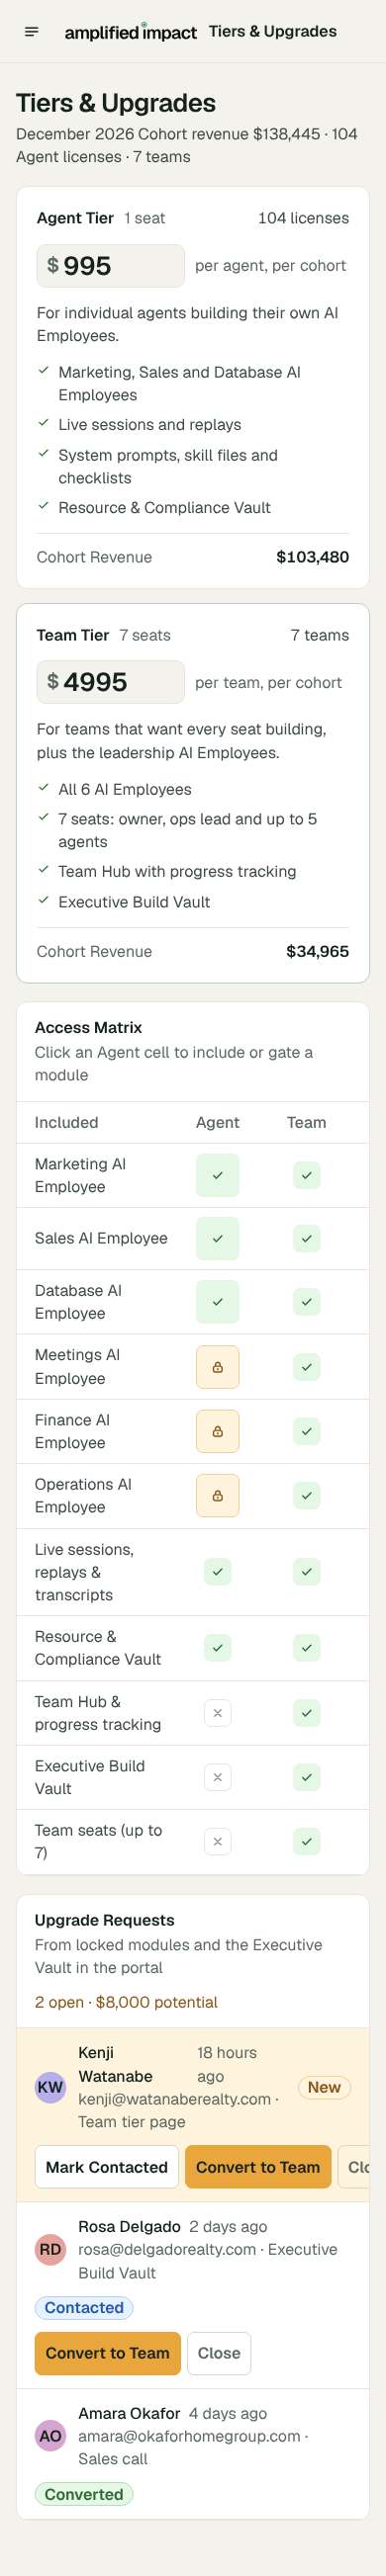 amplified impact Tiers & Upgrades
Tiers & Upgrades
December 2026 Cohort revenue $138,445 · 104
Agent licenses · 7 teams
Agent Tier 1 seat 104 licenses
$ 995 per agent, per cohort
For individual agents building their own AI
Employees.
Marketing, Sales and Database AI
Employees
Live sessions and replays
System prompts, skill files and
checklists
Resource & Compliance Vault
Cohort Revenue $103,480
Team Tier 7 seats 7 teams
$ 4995 per team, per cohort
For teams that want every seat building,
plus the leadership AI Employees.
All 6 AI Employees
7 seats: owner, ops lead and up to 5
agents
Team Hub with progress tracking
Executive Build Vault
Cohort Revenue $34,965
Access Matrix
Click an Agent cell to include or gate a
module
Included Agent Team
Marketing AI
Employee
Sales AI Employee
Database AI
Employee
Meetings AI
Employee
Finance AI
Employee
Operations AI
Employee
Live sessions,
replays &
transcripts
Resource &
Compliance Vault
Team Hub &
progress tracking
Executive Build
Vault
Team seats (up to
7)
Upgrade Requests
From locked modules and the Executive
Vault in the portal
2 open · $8,000 potential
KW
Kenji
Watanabe
18 hours
ago
kenji@watanaberealty.com ·
Team tier page
New
Mark Contacted Convert to Team Clo
RD
Rosa Delgado 2 days ago
rosa@delgadorealty.com · Executive
Build Vault
Contacted
Convert to Team Close
AO
Amara Okafor 4 days ago
amara@okaforhomegroup.com ·
Sales call
Converted